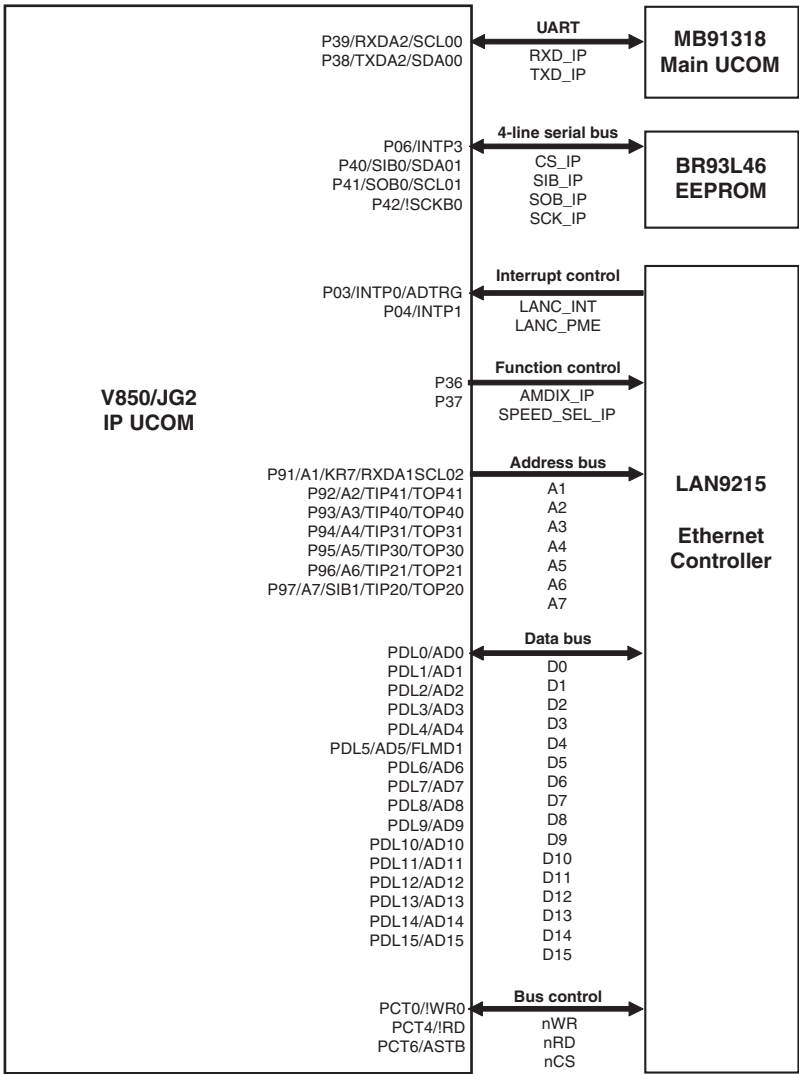 V850/JG2
IP UCOM
P39/RXDA2/SCL00
P38/TXDA2/SDA00
UART
RXD_IP
TXD_IP
MB91318
Main UCOM
P06/INTP3
P40/SIB0/SDA01
P41/SOB0/SCL01
P42/!SCKB0
4-line serial bus
CS_IP
SIB_IP
SOB_IP
SCK_IP
BR93L46
EEPROM
P03/INTP0/ADTRG
P04/INTP1
Interrupt control
LANC_INT
LANC_PME
P36
P37
Function control
AMDIX_IP
SPEED_SEL_IP
P91/A1/KR7/RXDA1SCL02
P92/A2/TIP41/TOP41
P93/A3/TIP40/TOP40
P94/A4/TIP31/TOP31
P95/A5/TIP30/TOP30
P96/A6/TIP21/TOP21
P97/A7/SIB1/TIP20/TOP20
Address bus
A1
A2
A3
A4
A5
A6
A7
LAN9215
Ethernet
Controller
PDL0/AD0
PDL1/AD1
PDL2/AD2
PDL3/AD3
PDL4/AD4
PDL5/AD5/FLMD1
PDL6/AD6
PDL7/AD7
PDL8/AD8
PDL9/AD9
PDL10/AD10
PDL11/AD11
PDL12/AD12
PDL13/AD13
PDL14/AD14
PDL15/AD15
Data bus
D0
D1
D2
D3
D4
D5
D6
D7
D8
D9
D10
D11
D12
D13
D14
D15
PCT0/!WR0
PCT4/!RD
PCT6/ASTB
Bus control
nWR
nRD
nCS